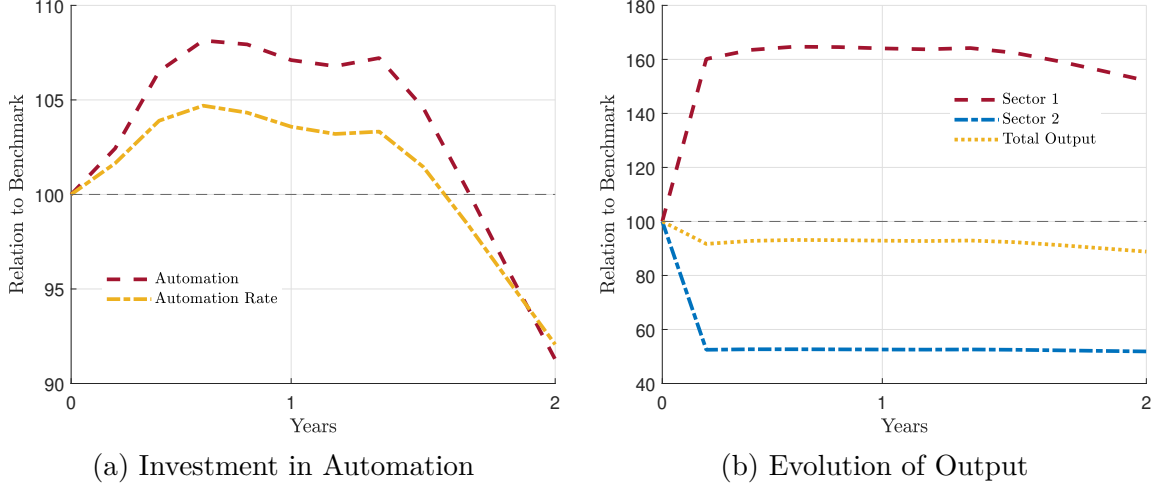 110
105
100
95
90
Relation to Benchmark
Automation
Automation Rate
0
1
2
Years
(a) Investment in Automation
180
160
140
120
100
80
60
40
Relation to Benchmark
Sector 1
Sector 2
Total Output
0
1
2
Years
(b) Evolution of Output